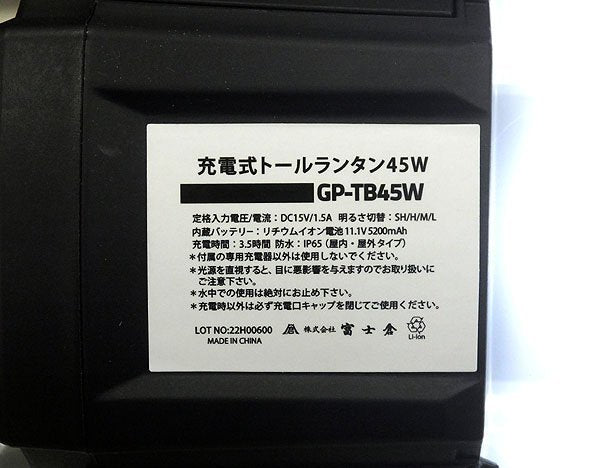 充電式トールランタン45W
GP-TB45W
定格入力電圧/電流：DC15V/1.5A 明るさ切替：SH/H/M/L
内蔵バッテリー：リチウムイオン電池 11.1V 5200mAh
充電時間：3.5時間 防水：IP65（屋内・屋外タイプ）
＊付属の専用充電器以外は使用しないでください。
＊光源を直視すると、目に悪影響を与えますのでお取り扱いに
ご注意下さい。
＊水中での使用は絶対にお止め下さい。
＊充電時以外は必ず充電口キャップを閉じてご使用ください。
LOT NO:22H00600 株式会社 富士倉
MADE IN CHINA Li-ion